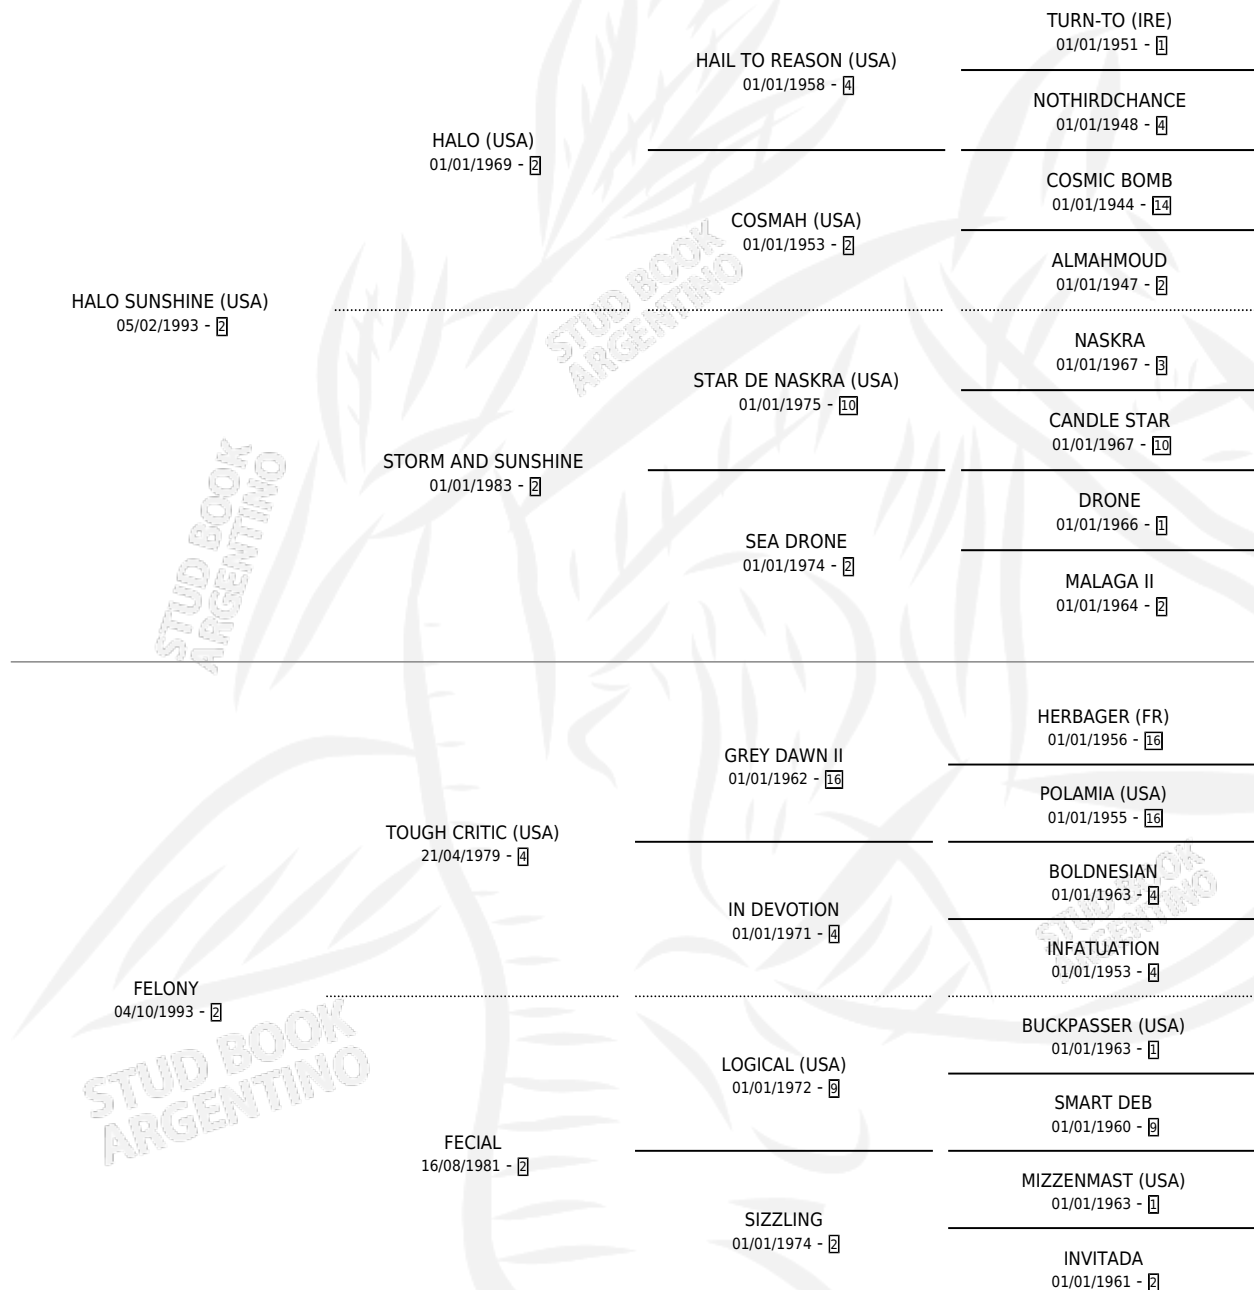 TURN-TO (IRE)
01/01/1951 - 1
HAIL TO REASON (USA)
01/01/1958 - 4
NOTHIRDCHANCE
01/01/1948 - 4
HALO (USA)
01/01/1969 - 2
COSMIC BOMB
01/01/1944 - 14
COSMAH (USA)
01/01/1953 - 2
ALMAHMOUD
01/01/1947 - 2
HALO SUNSHINE (USA)
05/02/1993 - 2
NASKRA
01/01/1967 - 3
STAR DE NASKRA (USA)
01/01/1975 - 10
CANDLE STAR
01/01/1967 - 10
STORM AND SUNSHINE
01/01/1983 - 2
DRONE
01/01/1966 - 1
SEA DRONE
01/01/1974 - 2
MALAGA II
01/01/1964 - 2
HERBAGER (FR)
01/01/1956 - 16
GREY DAWN II
01/01/1962 - 16
POLAMIA (USA)
01/01/1955 - 16
TOUGH CRITIC (USA)
21/04/1979 - 4
BOLDNESIAN
01/01/1963 - 4
IN DEVOTION
01/01/1971 - 4
INFATUATION
01/01/1953 - 4
FELONY
04/10/1993 - 2
BUCKPASSER (USA)
01/01/1963 - 1
LOGICAL (USA)
01/01/1972 - 9
SMART DEB
01/01/1960 - 9
FECIAL
16/08/1981 - 2
MIZZENMAST (USA)
01/01/1963 - 1
SIZZLING
01/01/1974 - 2
INVITADA
01/01/1961 - 2
STUD BOOK
ARGENTINO
STUD BOOK
ARGENTINO
STUD BOOK
ARGENTINO
STUD BOOK
ARGENTINO